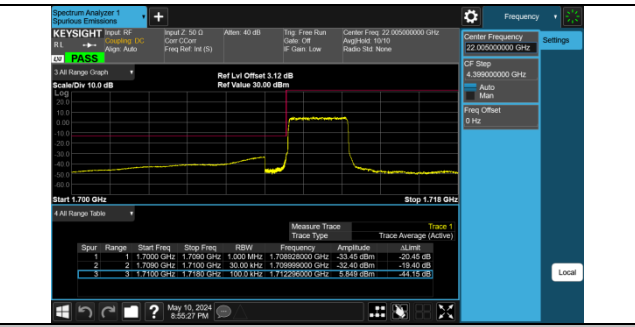 Spectrum Analyzer 1
Spurious Emissions
Frequency
KEYSIGHT
Input: RF
Coupling: DC
Align: Auto
Input Z: 50 Ω
Corr CCorr
Freq Ref: Int (S)
Atten: 40 dB
Trig: Free Run
Gate: Off
IF Gain: Low
Center Freq: 22.005000000 GHz
Avg|Hold: 10/10
Radio Std: None
RL
LXI
PASS
Center Frequency
22.005000000 GHz
Settings
CF Step
4.399000000 GHz
Auto
Man
Freq Offset
0 Hz
3 All Range Graph
Scale/Div 10.0 dB
Ref Lvl Offset 3.12 dB
Ref Value 30.00 dBm
Log
20.0
10.0
0.00
-10.0
-20.0
-30.0
-40.0
-50.0
-60.0
Start 1.700 GHz
Stop 1.718 GHz
4 All Range Table
Measure Trace Trace 1
Trace Type Trace Average (Active)
Spur Range Start Freq Stop Freq RBW Frequency Amplitude ΔLimit
1 1 1.7000 GHz 1.7090 GHz 1.000 MHz 1.708928000 GHz -33.45 dBm -20.45 dB
2 2 1.7090 GHz 1.7100 GHz 30.00 kHz 1.709999000 GHz -32.40 dBm -19.40 dB
3 3 1.7100 GHz 1.7180 GHz 100.0 kHz 1.712296000 GHz 5.849 dBm -44.15 dB
Local
?
May 10, 2024
8:55:27 PM